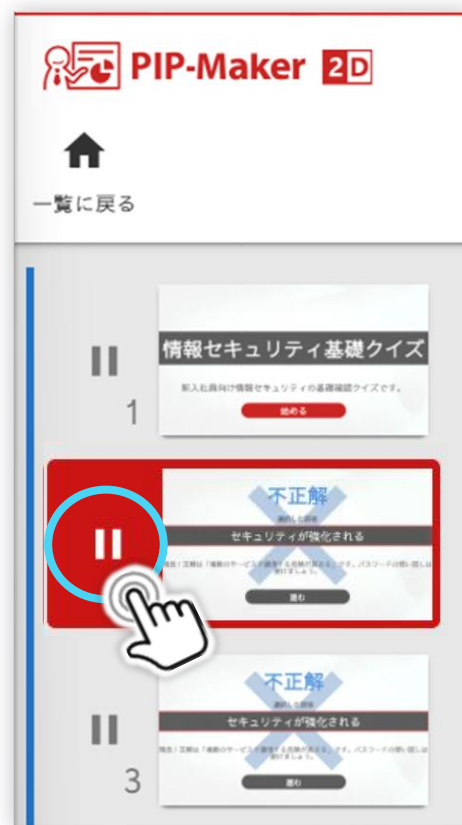 PIP-Maker 2D
一覧に戻る
情報セキュリティ基礎クイズ
新入社員向け情報セキュリティの基礎確認クイズです。
始める
1
不正解
選択した回答
セキュリティが強化される
進む
不正解
選択した回答
セキュリティが強化される
進む
3